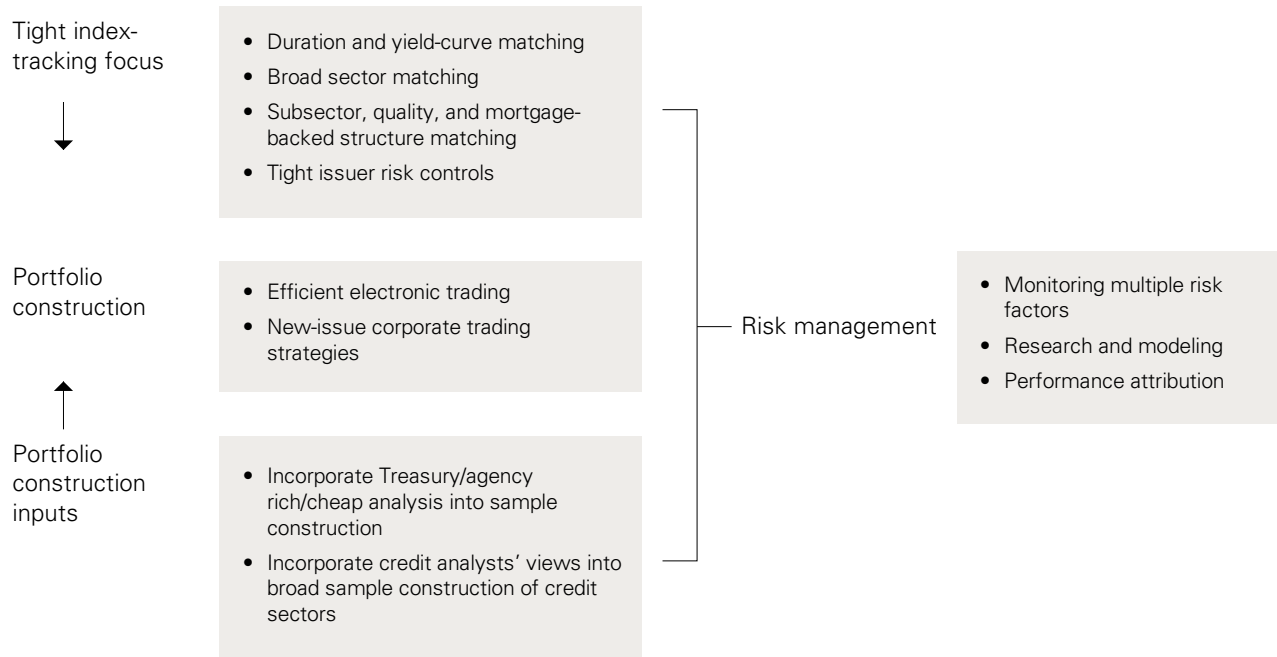 Tight index-
tracking focus
• Duration and yield-curve matching
• Broad sector matching
• Subsector, quality, and mortgage-
backed structure matching
• Tight issuer risk controls
Portfolio
construction
• Efficient electronic trading
• New-issue corporate trading
strategies
Portfolio
construction
inputs
• Incorporate Treasury/agency
rich/cheap analysis into sample
construction
• Incorporate credit analysts’ views into
broad sample construction of credit
sectors
Risk management
• Monitoring multiple risk
factors
• Research and modeling
• Performance attribution